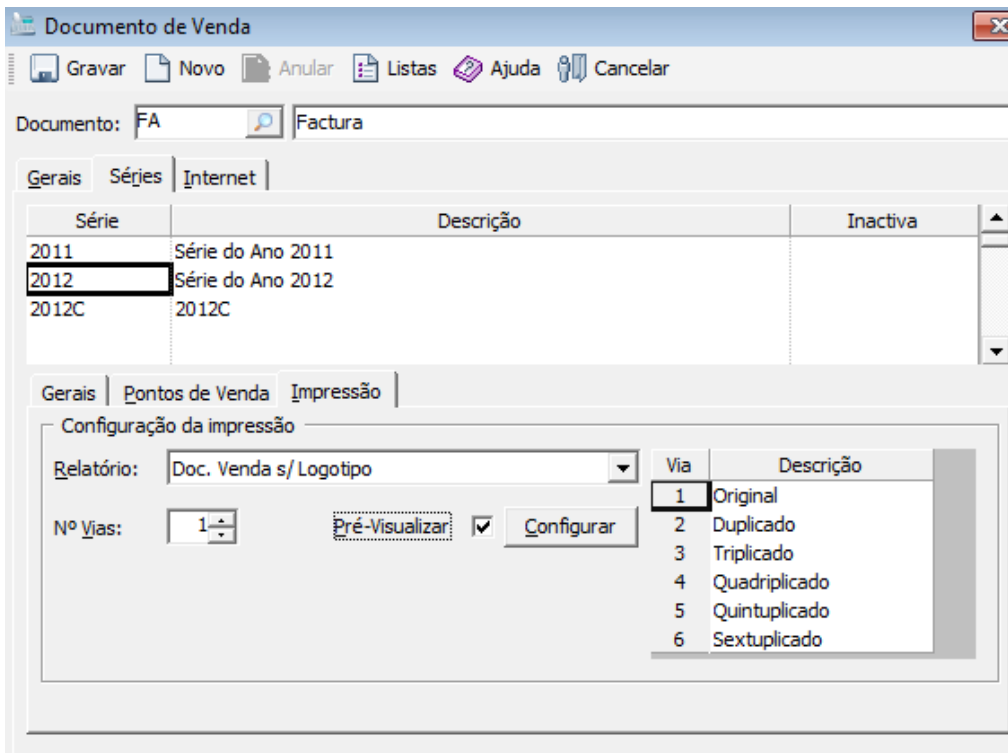 Documento de Venda
Gravar Novo Anular Listas Ajuda Cancelar
Documento: FA Factura
Gerais Séries Internet
Série Descrição Inactiva
2011 Série do Ano 2011
2012 Série do Ano 2012
2012C 2012C
Gerais Pontos de Venda Impressão
Configuração da impressão
Relatório: Doc. Venda s/ Logotipo
Nº Vias: 1 Pré-Visualizar Configurar
Via Descrição
1 Original
2 Duplicado
3 Triplicado
4 Quadriplicado
5 Quintuplicado
6 Sextuplicado